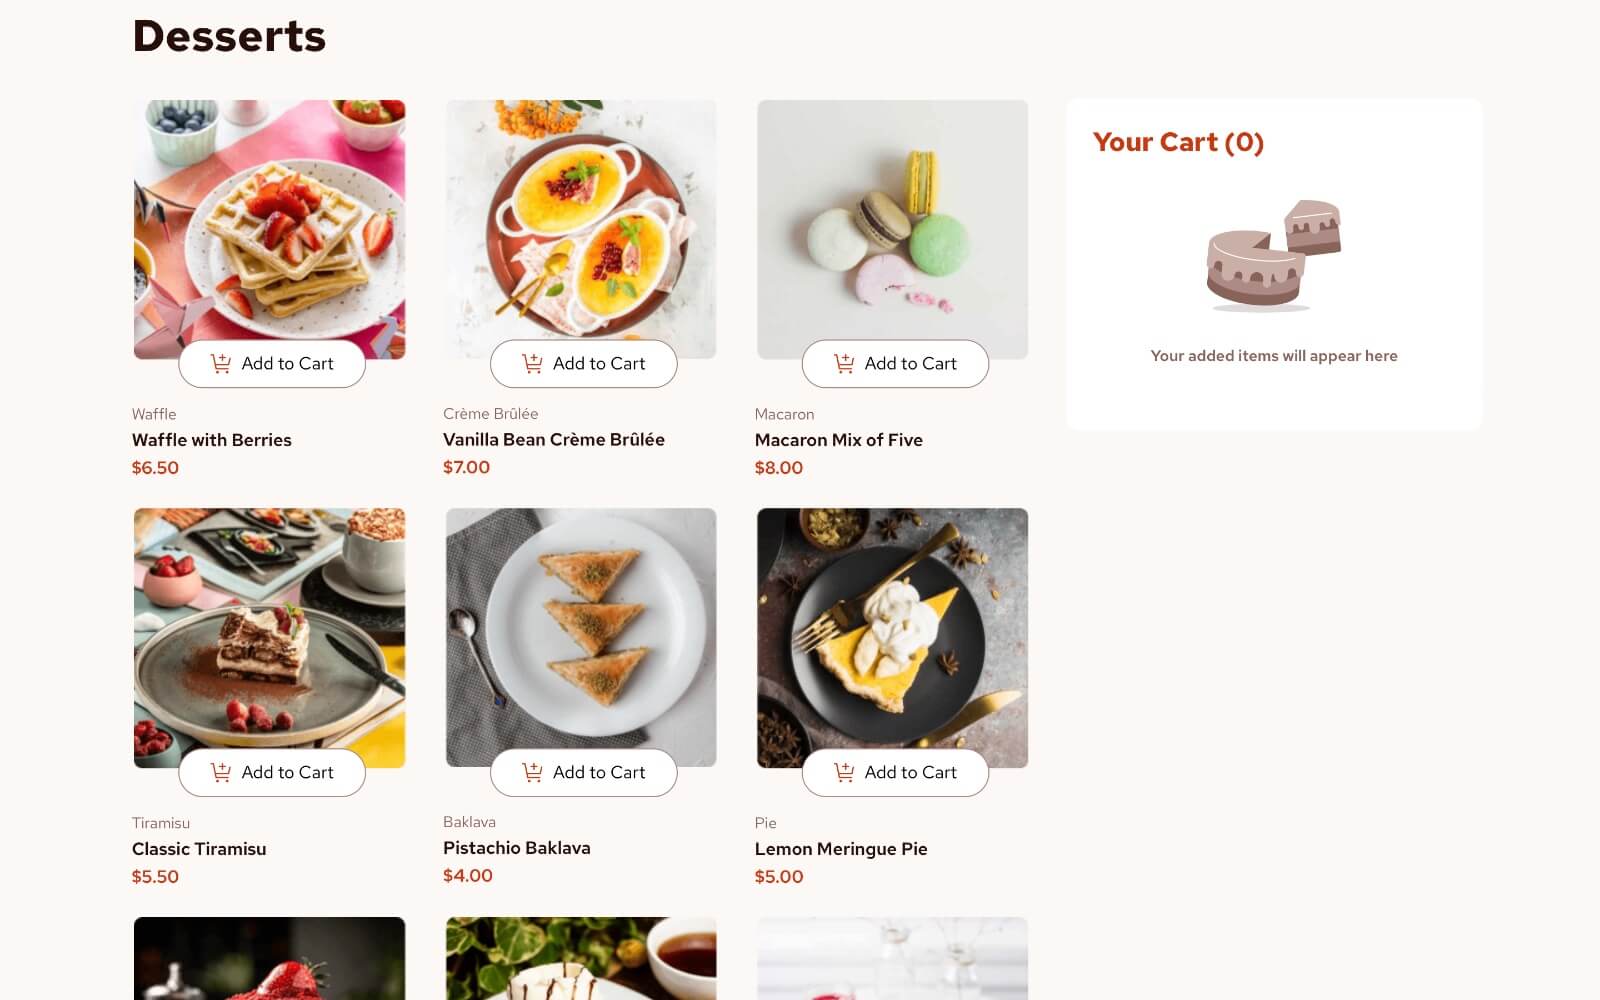 Desserts
Your Cart (0)
Your added items will appear here
Add to Cart
Add to Cart
Add to Cart
Waffle
Waffle with Berries
$6.50
Crème Brûlée
Vanilla Bean Crème Brûlée
$7.00
Macaron
Macaron Mix of Five
$8.00
Add to Cart
Add to Cart
Add to Cart
Tiramisu
Classic Tiramisu
$5.50
Baklava
Pistachio Baklava
$4.00
Pie
Lemon Meringue Pie
$5.00